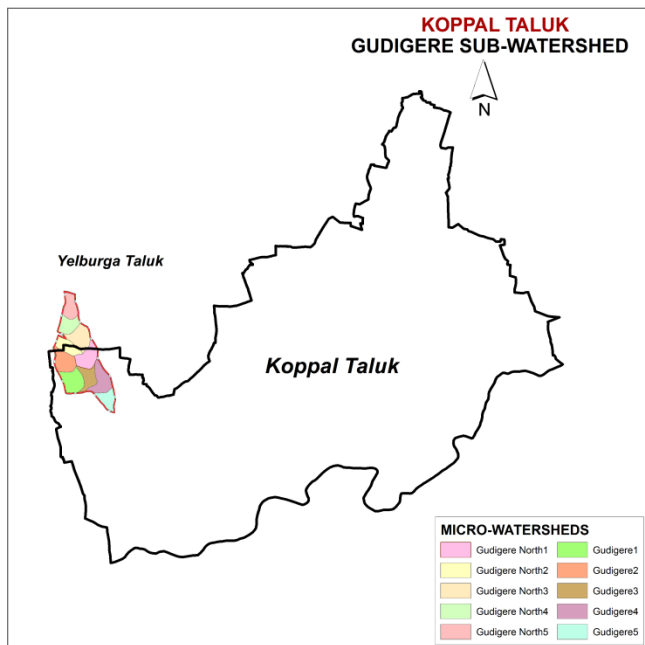 KOPPAL TALUK
GUDIGERE SUB-WATERSHED
N
Yelburga Taluk
Koppal Taluk
MICRO-WATERSHEDS
Gudigere North1
Gudigere North2
Gudigere North3
Gudigere North4
Gudigere North5
Gudigere1
Gudigere2
Gudigere3
Gudigere4
Gudigere5